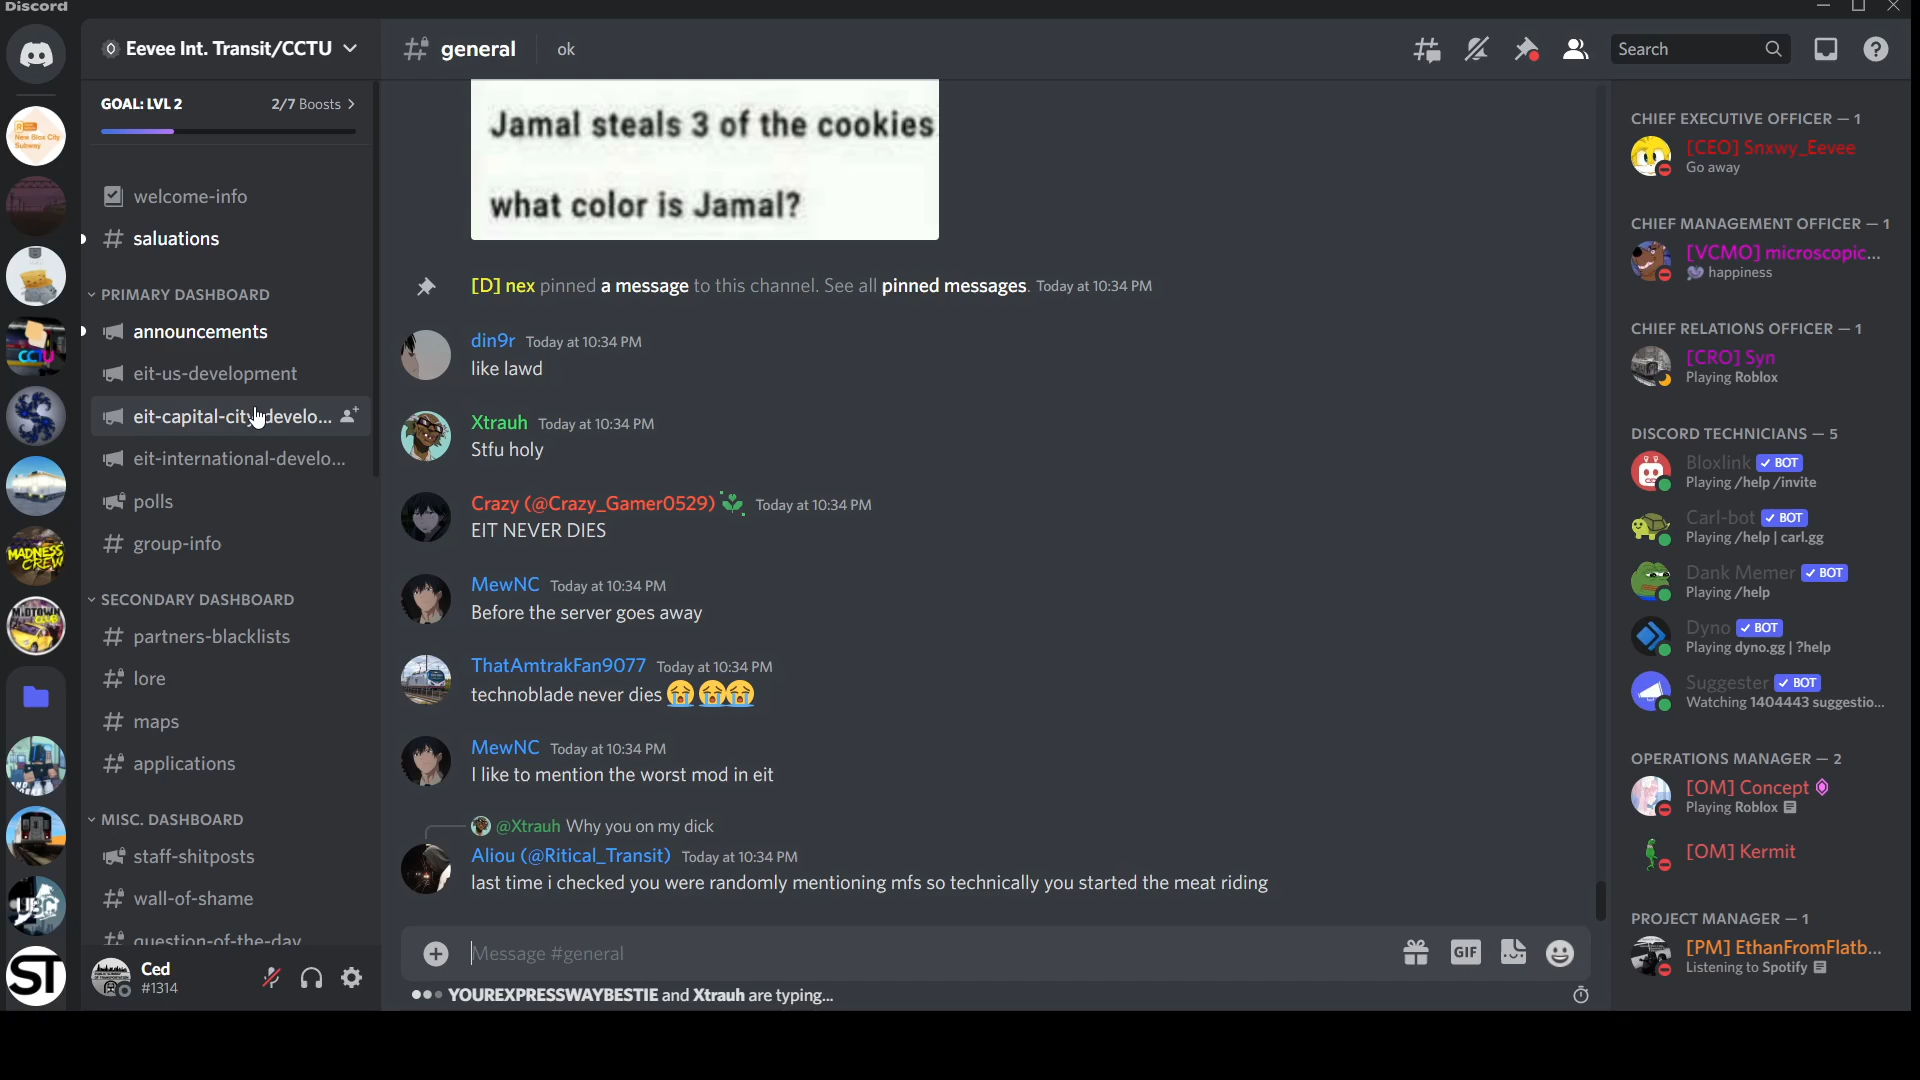 Discord
Eevee Int. Transit/CCTU
general
ok
Search
GOAL: LVL 2
2/7 Boosts
welcome-info
saluations
PRIMARY DASHBOARD
announcements
eit-us-development
eit-capital-city-develo...
eit-international-develo...
polls
group-info
SECONDARY DASHBOARD
partners-blacklists
lore
maps
applications
MISC. DASHBOARD
staff-shitposts
wall-of-shame
question-of-the-day
Ced
#1314
New Blox City
Subway
CCTU
MADNESS
CREW
MIDTOWN
CLUB
ST
Jamal steals 3 of the cookies
what color is Jamal?
[D] nex pinned a message to this channel. See all pinned messages. Today at 10:34 PM
din9r Today at 10:34 PM
like lawd
Xtrauh Today at 10:34 PM
Stfu holy
Crazy (@Crazy_Gamer0529) Today at 10:34 PM
EIT NEVER DIES
MewNC Today at 10:34 PM
Before the server goes away
ThatAmtrakFan9077 Today at 10:34 PM
technoblade never dies 😭 😭😭
MewNC Today at 10:34 PM
I like to mention the worst mod in eit
@Xtrauh Why you on my dick
Aliou (@Ritical_Transit) Today at 10:34 PM
last time i checked you were randomly mentioning mfs so technically you started the meat riding
Message #general
GIF
YOUREXPRESSWAYBESTIE and Xtrauh are typing...
CHIEF EXECUTIVE OFFICER — 1
[CEO] Snxwy_Eevee
Go away
CHIEF MANAGEMENT OFFICER — 1
[VCMO] microscopic...
happiness
CHIEF RELATIONS OFFICER — 1
[CRO] Syn
Playing Roblox
DISCORD TECHNICIANS — 5
Bloxlink ✓ BOT
Playing /help /invite
Carl-bot ✓ BOT
Playing /help | carl.gg
Dank Memer ✓ BOT
Playing /help
Dyno ✓ BOT
Playing dyno.gg | ?help
Suggester ✓ BOT
Watching 1404443 suggestio...
OPERATIONS MANAGER — 2
[OM] Concept
Playing Roblox
[OM] Kermit
PROJECT MANAGER — 1
[PM] EthanFromFlatb...
Listening to Spotify